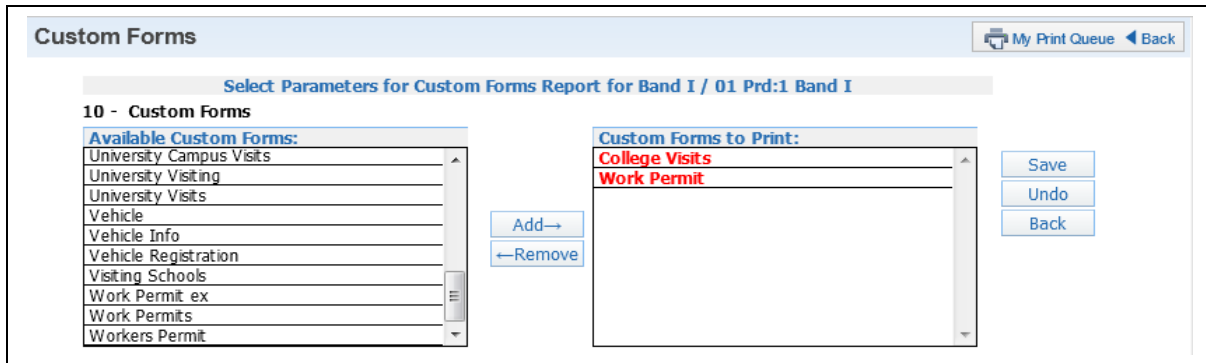 Custom Forms
My Print Queue ◀ Back
Select Parameters for Custom Forms Report for Band I / 01 Prd:1 Band I
10 - Custom Forms
Available Custom Forms:
University Campus Visits
University Visiting
University Visits
Vehicle
Vehicle Info
Vehicle Registration
Visiting Schools
Work Permit ex
Work Permits
Workers Permit
Add→
←Remove
Custom Forms to Print:
College Visits
Work Permit
Save
Undo
Back